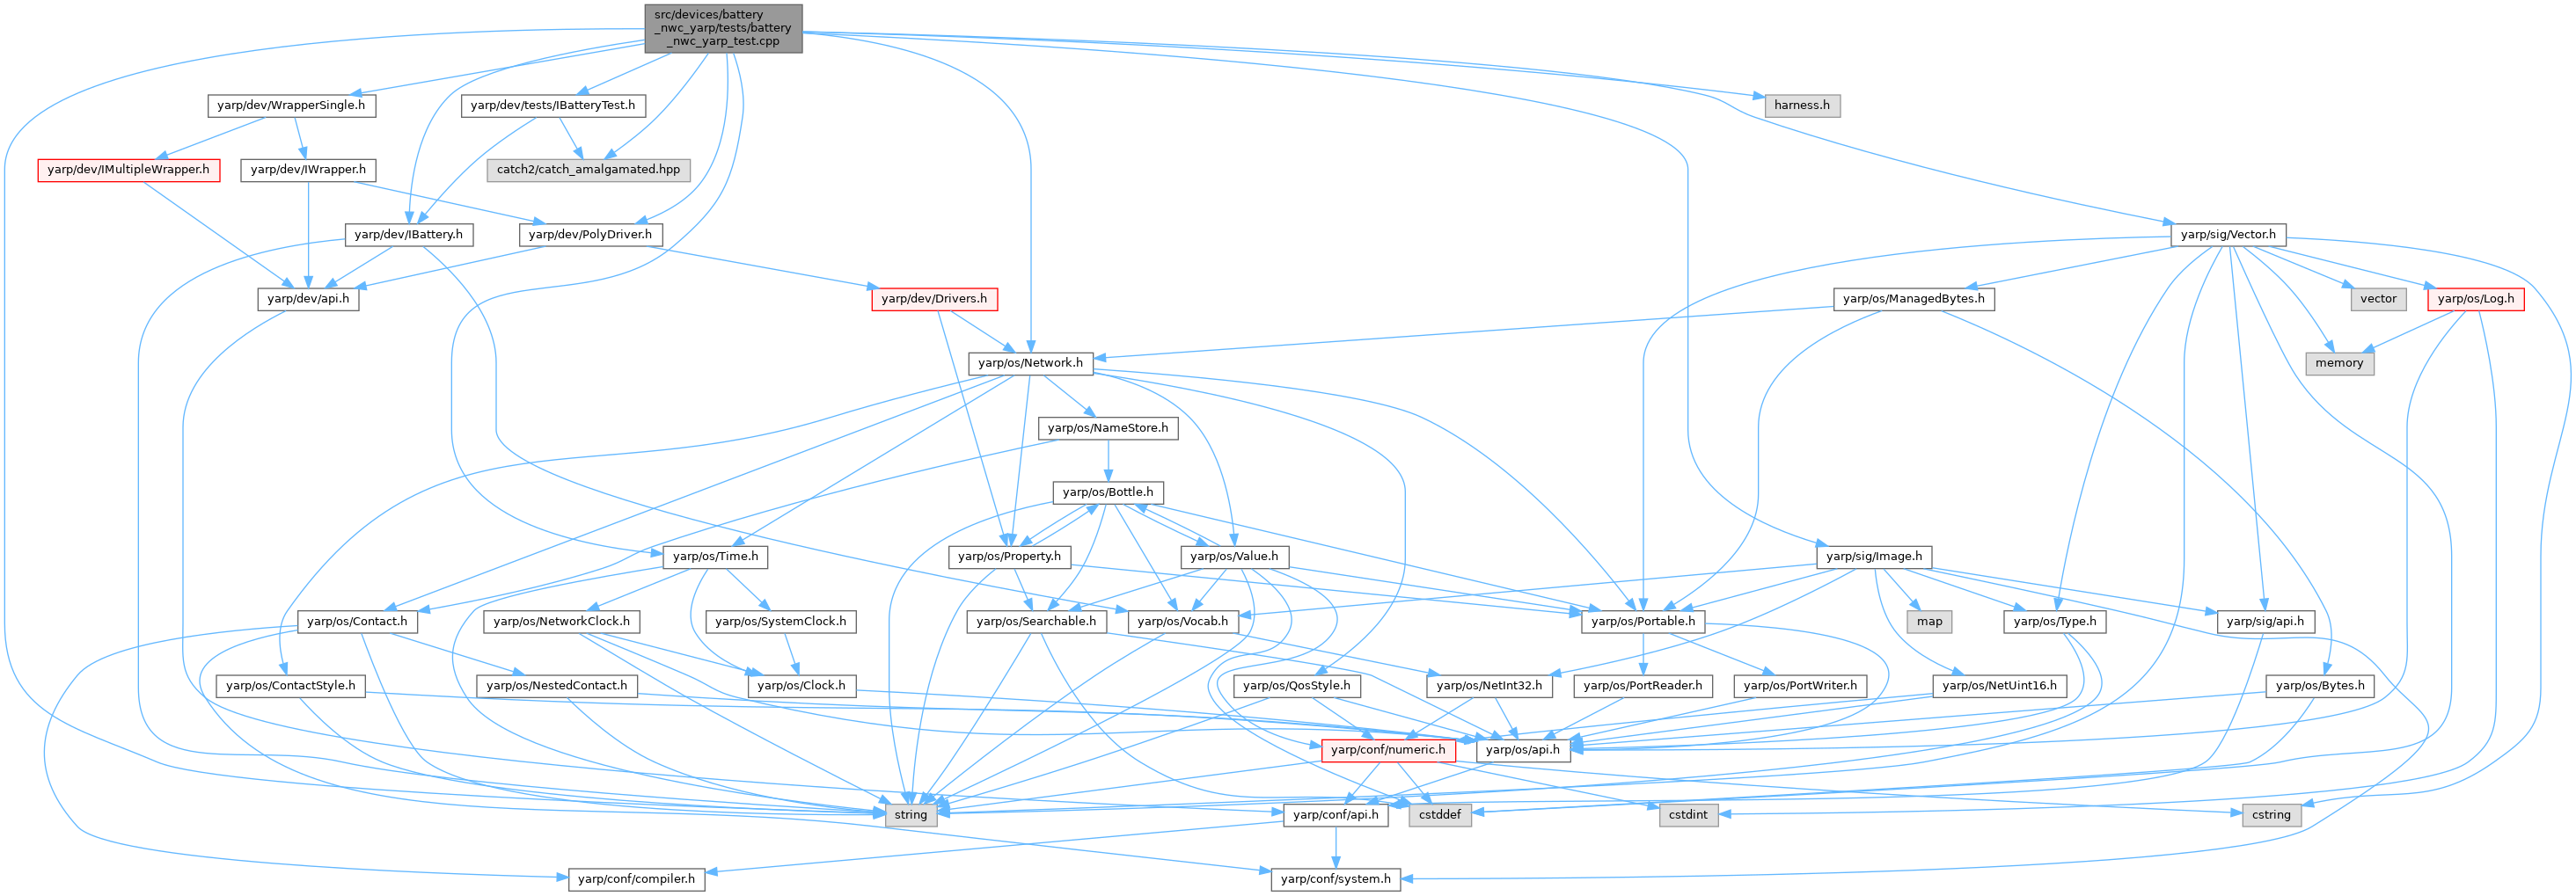 src/devices/battery
_nwc_yarp/tests/battery
_nwc_yarp_test.cpp
yarp/dev/WrapperSingle.h
yarp/dev/tests/IBatteryTest.h
harness.h
yarp/dev/IMultipleWrapper.h
yarp/dev/IWrapper.h
catch2/catch_amalgamated.hpp
yarp/dev/IBattery.h
yarp/dev/PolyDriver.h
yarp/sig/Vector.h
yarp/dev/api.h
yarp/dev/Drivers.h
yarp/os/ManagedBytes.h
vector
yarp/os/Log.h
yarp/os/Network.h
memory
yarp/os/NameStore.h
yarp/os/Bottle.h
yarp/os/Time.h
yarp/os/Property.h
yarp/os/Value.h
yarp/sig/Image.h
yarp/os/Contact.h
yarp/os/NetworkClock.h
yarp/os/SystemClock.h
yarp/os/Searchable.h
yarp/os/Vocab.h
yarp/os/Portable.h
map
yarp/os/Type.h
yarp/sig/api.h
yarp/os/ContactStyle.h
yarp/os/NestedContact.h
yarp/os/Clock.h
yarp/os/QosStyle.h
yarp/os/NetInt32.h
yarp/os/PortReader.h
yarp/os/PortWriter.h
yarp/os/NetUint16.h
yarp/os/Bytes.h
yarp/conf/numeric.h
yarp/os/api.h
string
yarp/conf/api.h
cstddef
cstdint
cstring
yarp/conf/compiler.h
yarp/conf/system.h